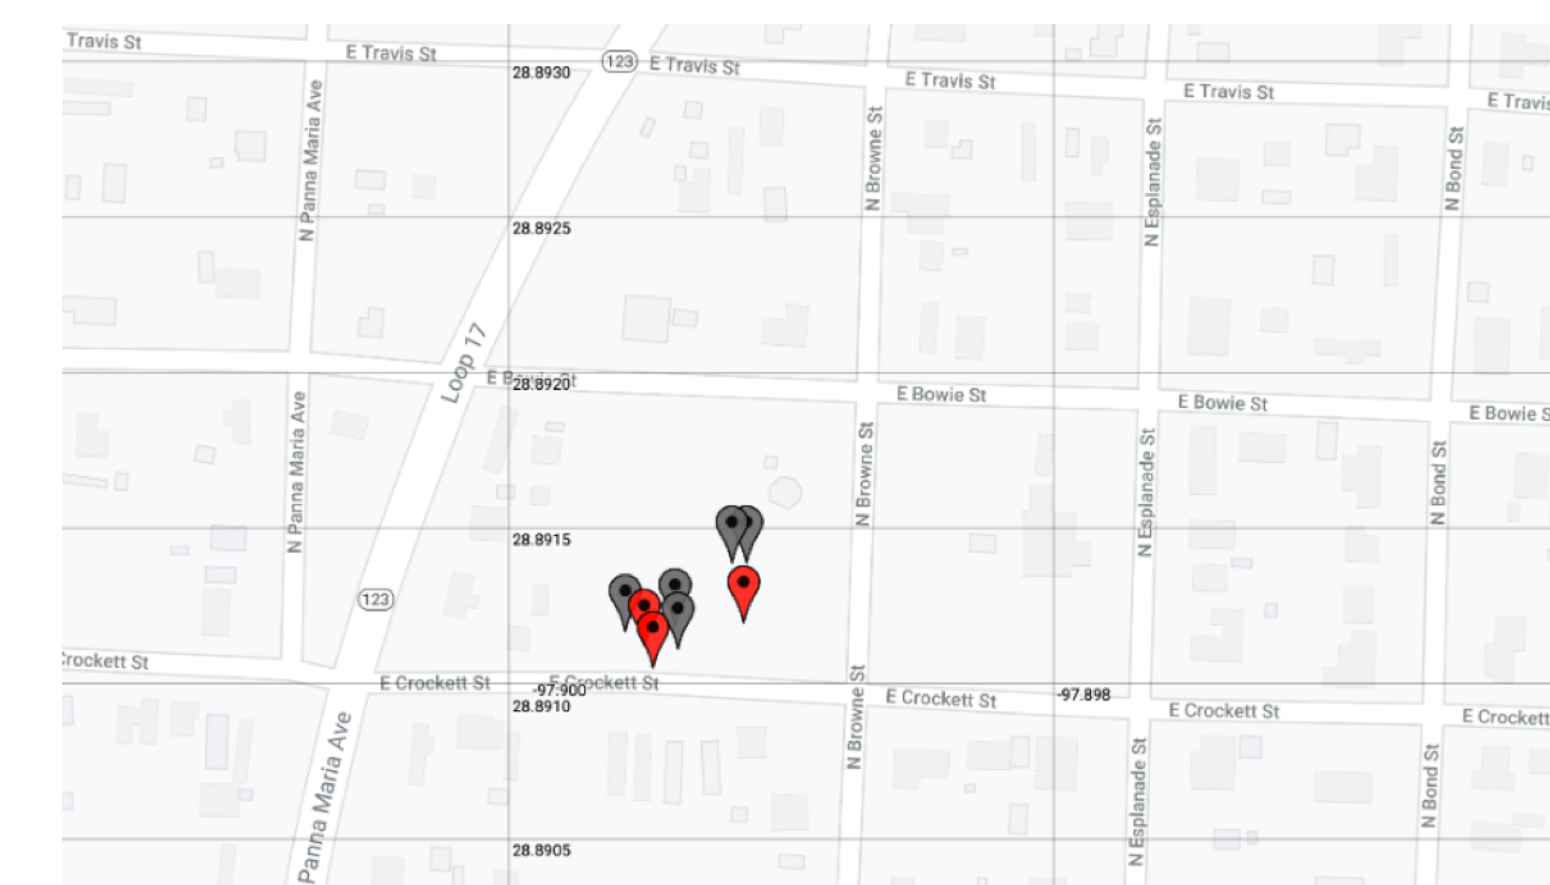 Travis St
E Travis St
123
E Travis St
E Travis St
E Travis St
E Travis
28.8930
N Panna Maria Ave
N Browne St
N Esplanade St
N Bond St
28.8925
Loop 17
E Bowie St
28.8920
E Bowie St
E Bowie St
E Bowie S
N Panna Maria Ave
N Browne St
N Esplanade St
N Bond St
28.8915
123
Crockett St
E Crockett St
E Crockett St
-97.900
28.8910
-97.898
E Crockett St
E Crockett St
E Crockett
N Browne St
Panna Maria Ave
N Esplanade St
N Bond St
28.8905